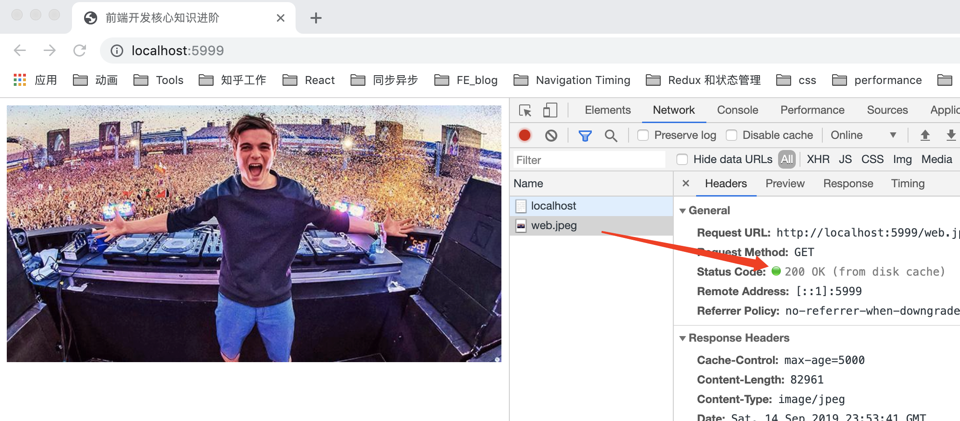 前端开发核心知识进阶
localhost:5999
应用 动画 Tools 知乎工作 React 同步异步 FE_blog Navigation Timing Redux 和状态管理 css performance
Elements Network Console Performance Sources Applic
Preserve log Disable cache Online
Filter Hide data URLs All XHR JS CSS Img Media
Name
localhost
web.jpeg
Headers Preview Response Timing
General
Request URL: http://localhost:5999/web.jp
Request Method: GET
Status Code: 200 OK (from disk cache)
Remote Address: [::1]:5999
Referrer Policy: no-referrer-when-downgrade
Response Headers
Cache-Control: max-age=5000
Content-Length: 82961
Content-Type: image/jpeg
Date: Sat, 14 Sep 2019 23:53:41 GMT